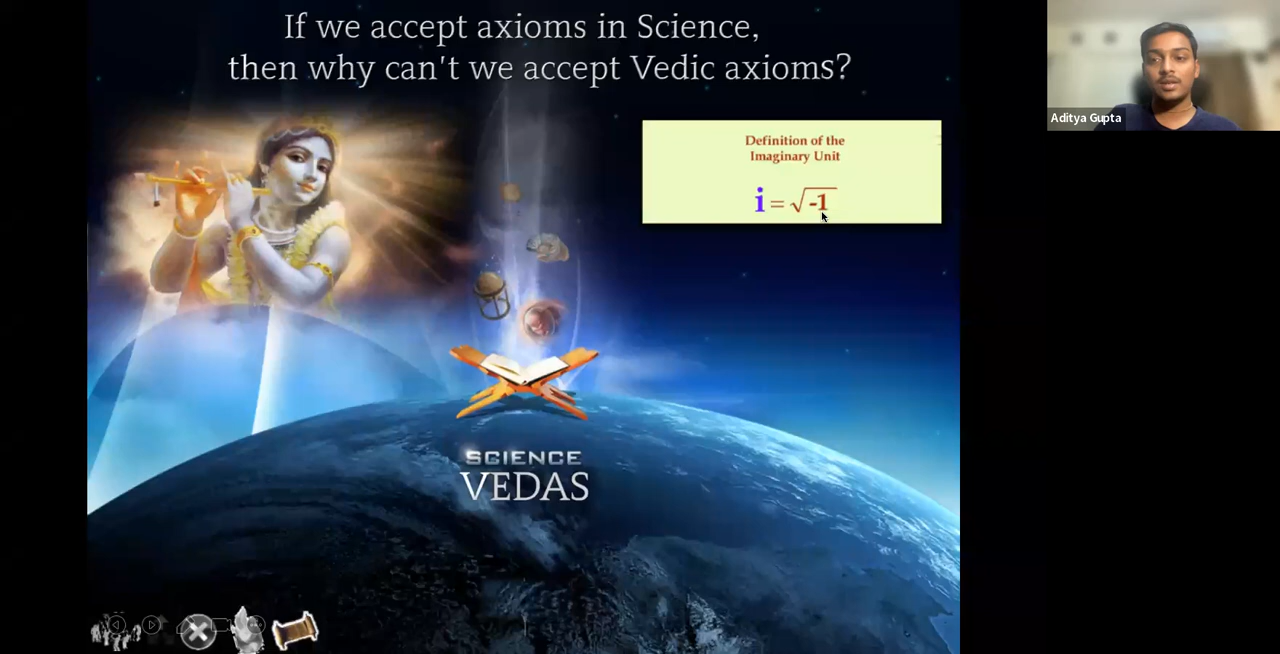 If we accept axioms in Science,
then why can't we accept Vedic axioms?
Definition of the
Imaginary Unit
i = √-1
SCIENCE
VEDAS
Aditya Gupta